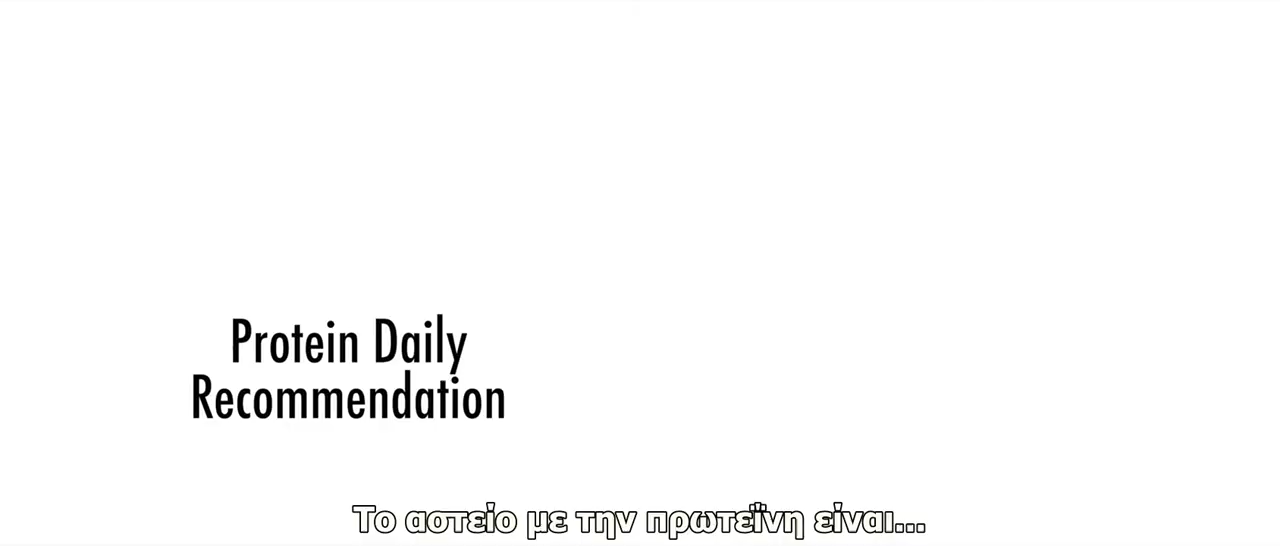 Protein Daily
Recommendation
Το αστείο με την πρωτεΐνη είναι...